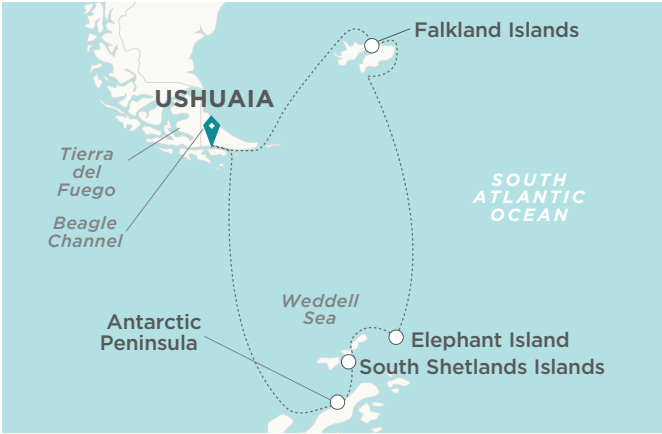 Falkland Islands
USHUAIA
Tierra
del
Fuego
Beagle
Channel
SOUTH
ATLANTIC
OCEAN
Weddell
Sea
Antarctic
Peninsula
Elephant Island
South Shetlands Islands